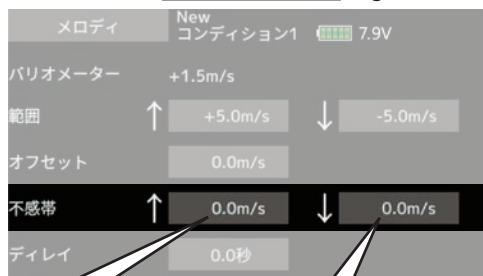 メロディ
New
コンディション1
7.9V
バリオメーター +1.5m/s
範囲 ↑ +5.0m/s ↓ -5.0m/s
オフセット 0.0m/s
不感帯 ↑ 0.0m/s ↓ 0.0m/s
ディレイ 0.0秒